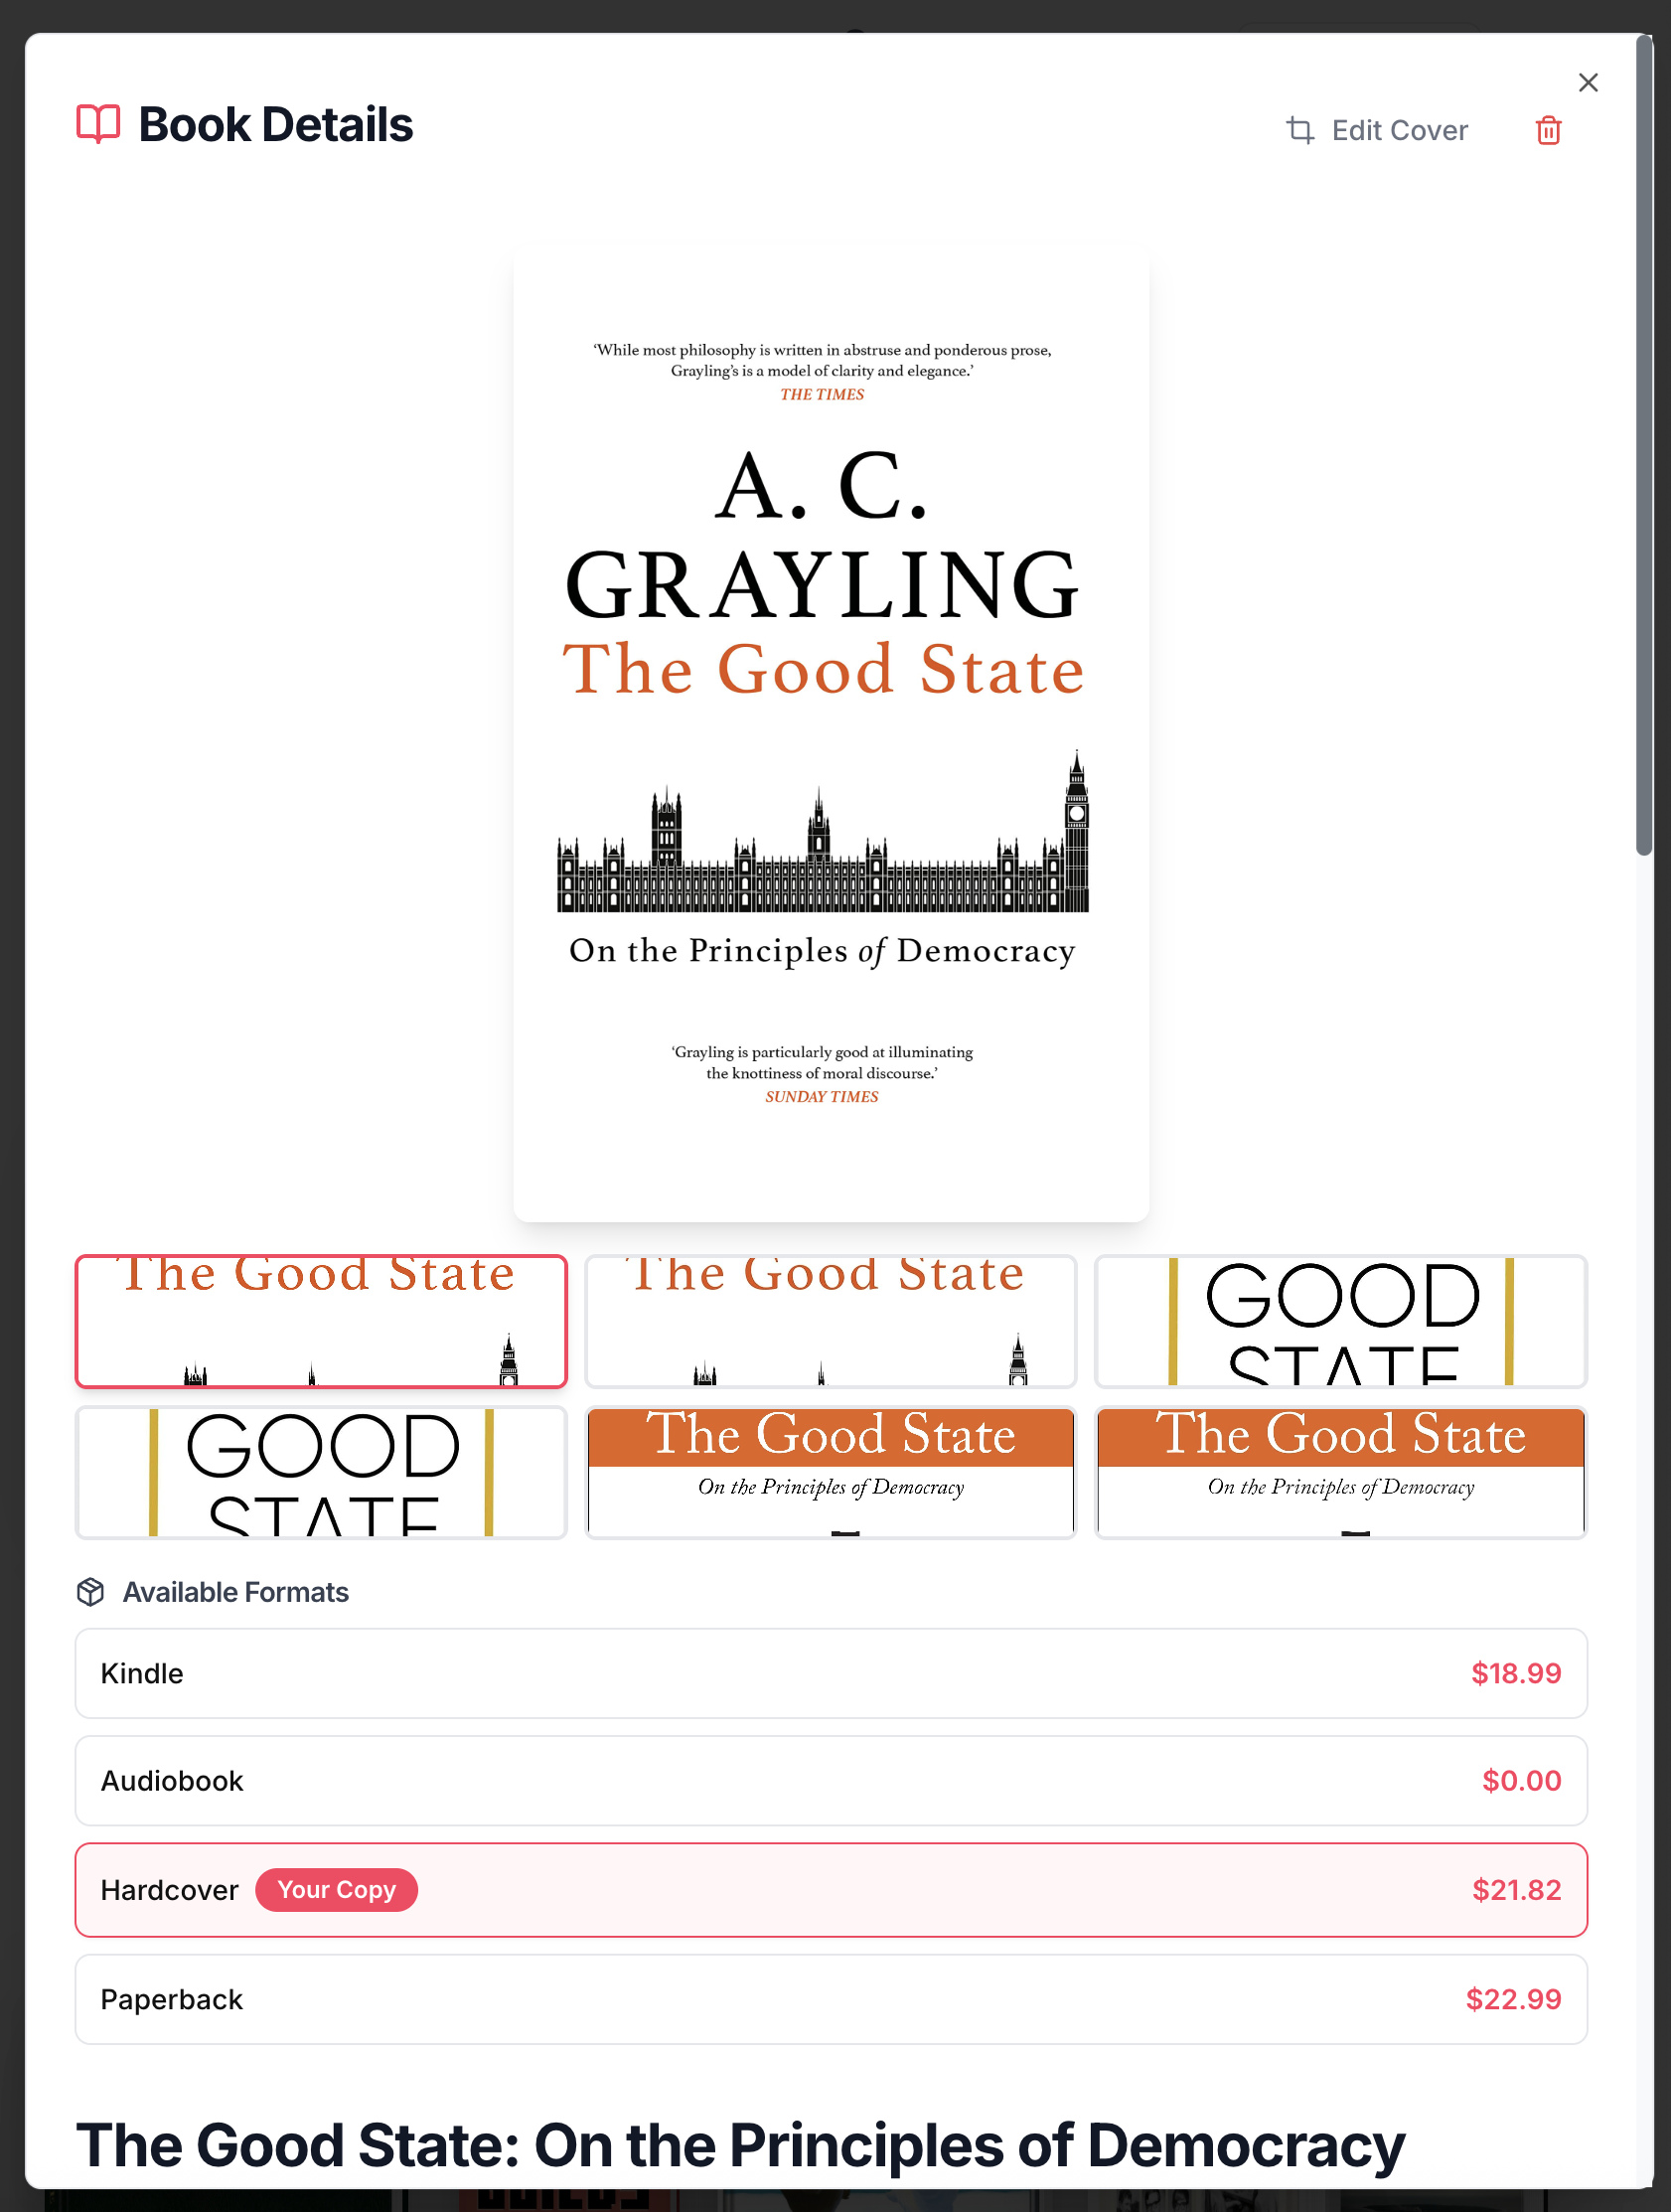 Book Details
Edit Cover
‘While most philosophy is written in abstruse and ponderous prose,
Grayling’s is a model of clarity and elegance.’
THE TIMES
A. C.
GRAYLING
The Good State
On the Principles of Democracy
‘Grayling is particularly good at illuminating
the knottiness of moral discourse.’
SUNDAY TIMES
The Good State
The Good State
GOOD
STATE
GOOD
STATE
The Good State
On the Principles of Democracy
The Good State
On the Principles of Democracy
Available Formats
Kindle
$18.99
Audiobook
$0.00
Hardcover
Your Copy
$21.82
Paperback
$22.99
The Good State: On the Principles of Democracy